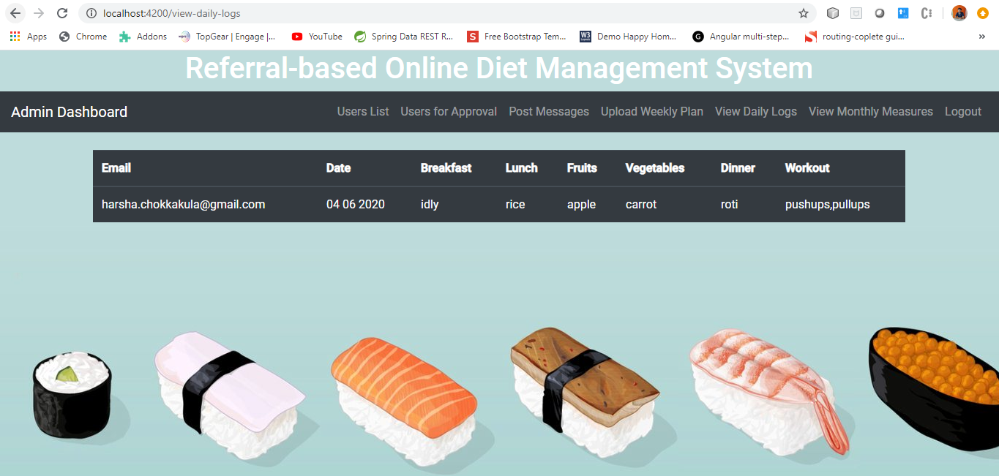 localhost:4200/view-daily-logs
Apps Chrome Addons TopGear | Engage |... YouTube Spring Data REST R... S Free Bootstrap Tem... W3 Demo Happy Hom... G Angular multi-step... routing-coplete gui... »
Referral-based Online Diet Management System
Admin Dashboard Users List Users for Approval Post Messages Upload Weekly Plan View Daily Logs View Monthly Measures Logout
Email Date Breakfast Lunch Fruits Vegetables Dinner Workout
harsha.chokkakula@gmail.com 04 06 2020 idly rice apple carrot roti pushups,pullups